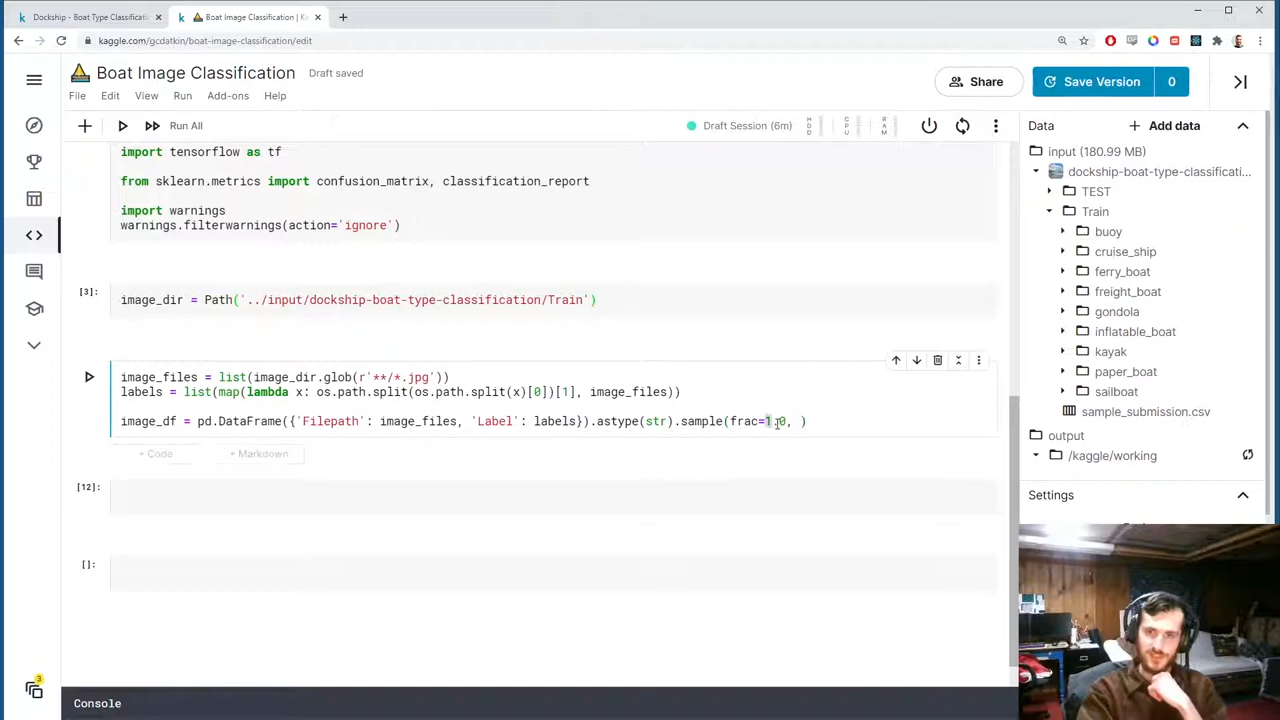 Dockship - Boat Type Classificati
Boat Image Classification | K
kaggle.com/gcdatkin/boat-image-classification/edit
Boat Image Classification
Draft saved
Share
Save Version
0
File
Edit
View
Run
Add-ons
Help
Run All
Draft Session (6m)
HDD
CPU
RAM
import tensorflow as tf
from sklearn.metrics import confusion_matrix, classification_report
import warnings
warnings.filterwarnings(action='ignore')
[3]:
image_dir = Path('../input/dockship-boat-type-classification/Train')
image_files = list(image_dir.glob(r'**/*.jpg'))
labels = list(map(lambda x: os.path.split(os.path.split(x)[0])[1], image_files))
image_df = pd.DataFrame({'Filepath': image_files, 'Label': labels}).astype(str).sample(frac=1.0, )
+ Code
+ Markdown
[12]:
[]:
Console
Data
+ Add data
input (180.99 MB)
dockship-boat-type-classificati...
TEST
Train
buoy
cruise_ship
ferry_boat
freight_boat
gondola
inflatable_boat
kayak
paper_boat
sailboat
sample_submission.csv
output
/kaggle/working
Settings
3